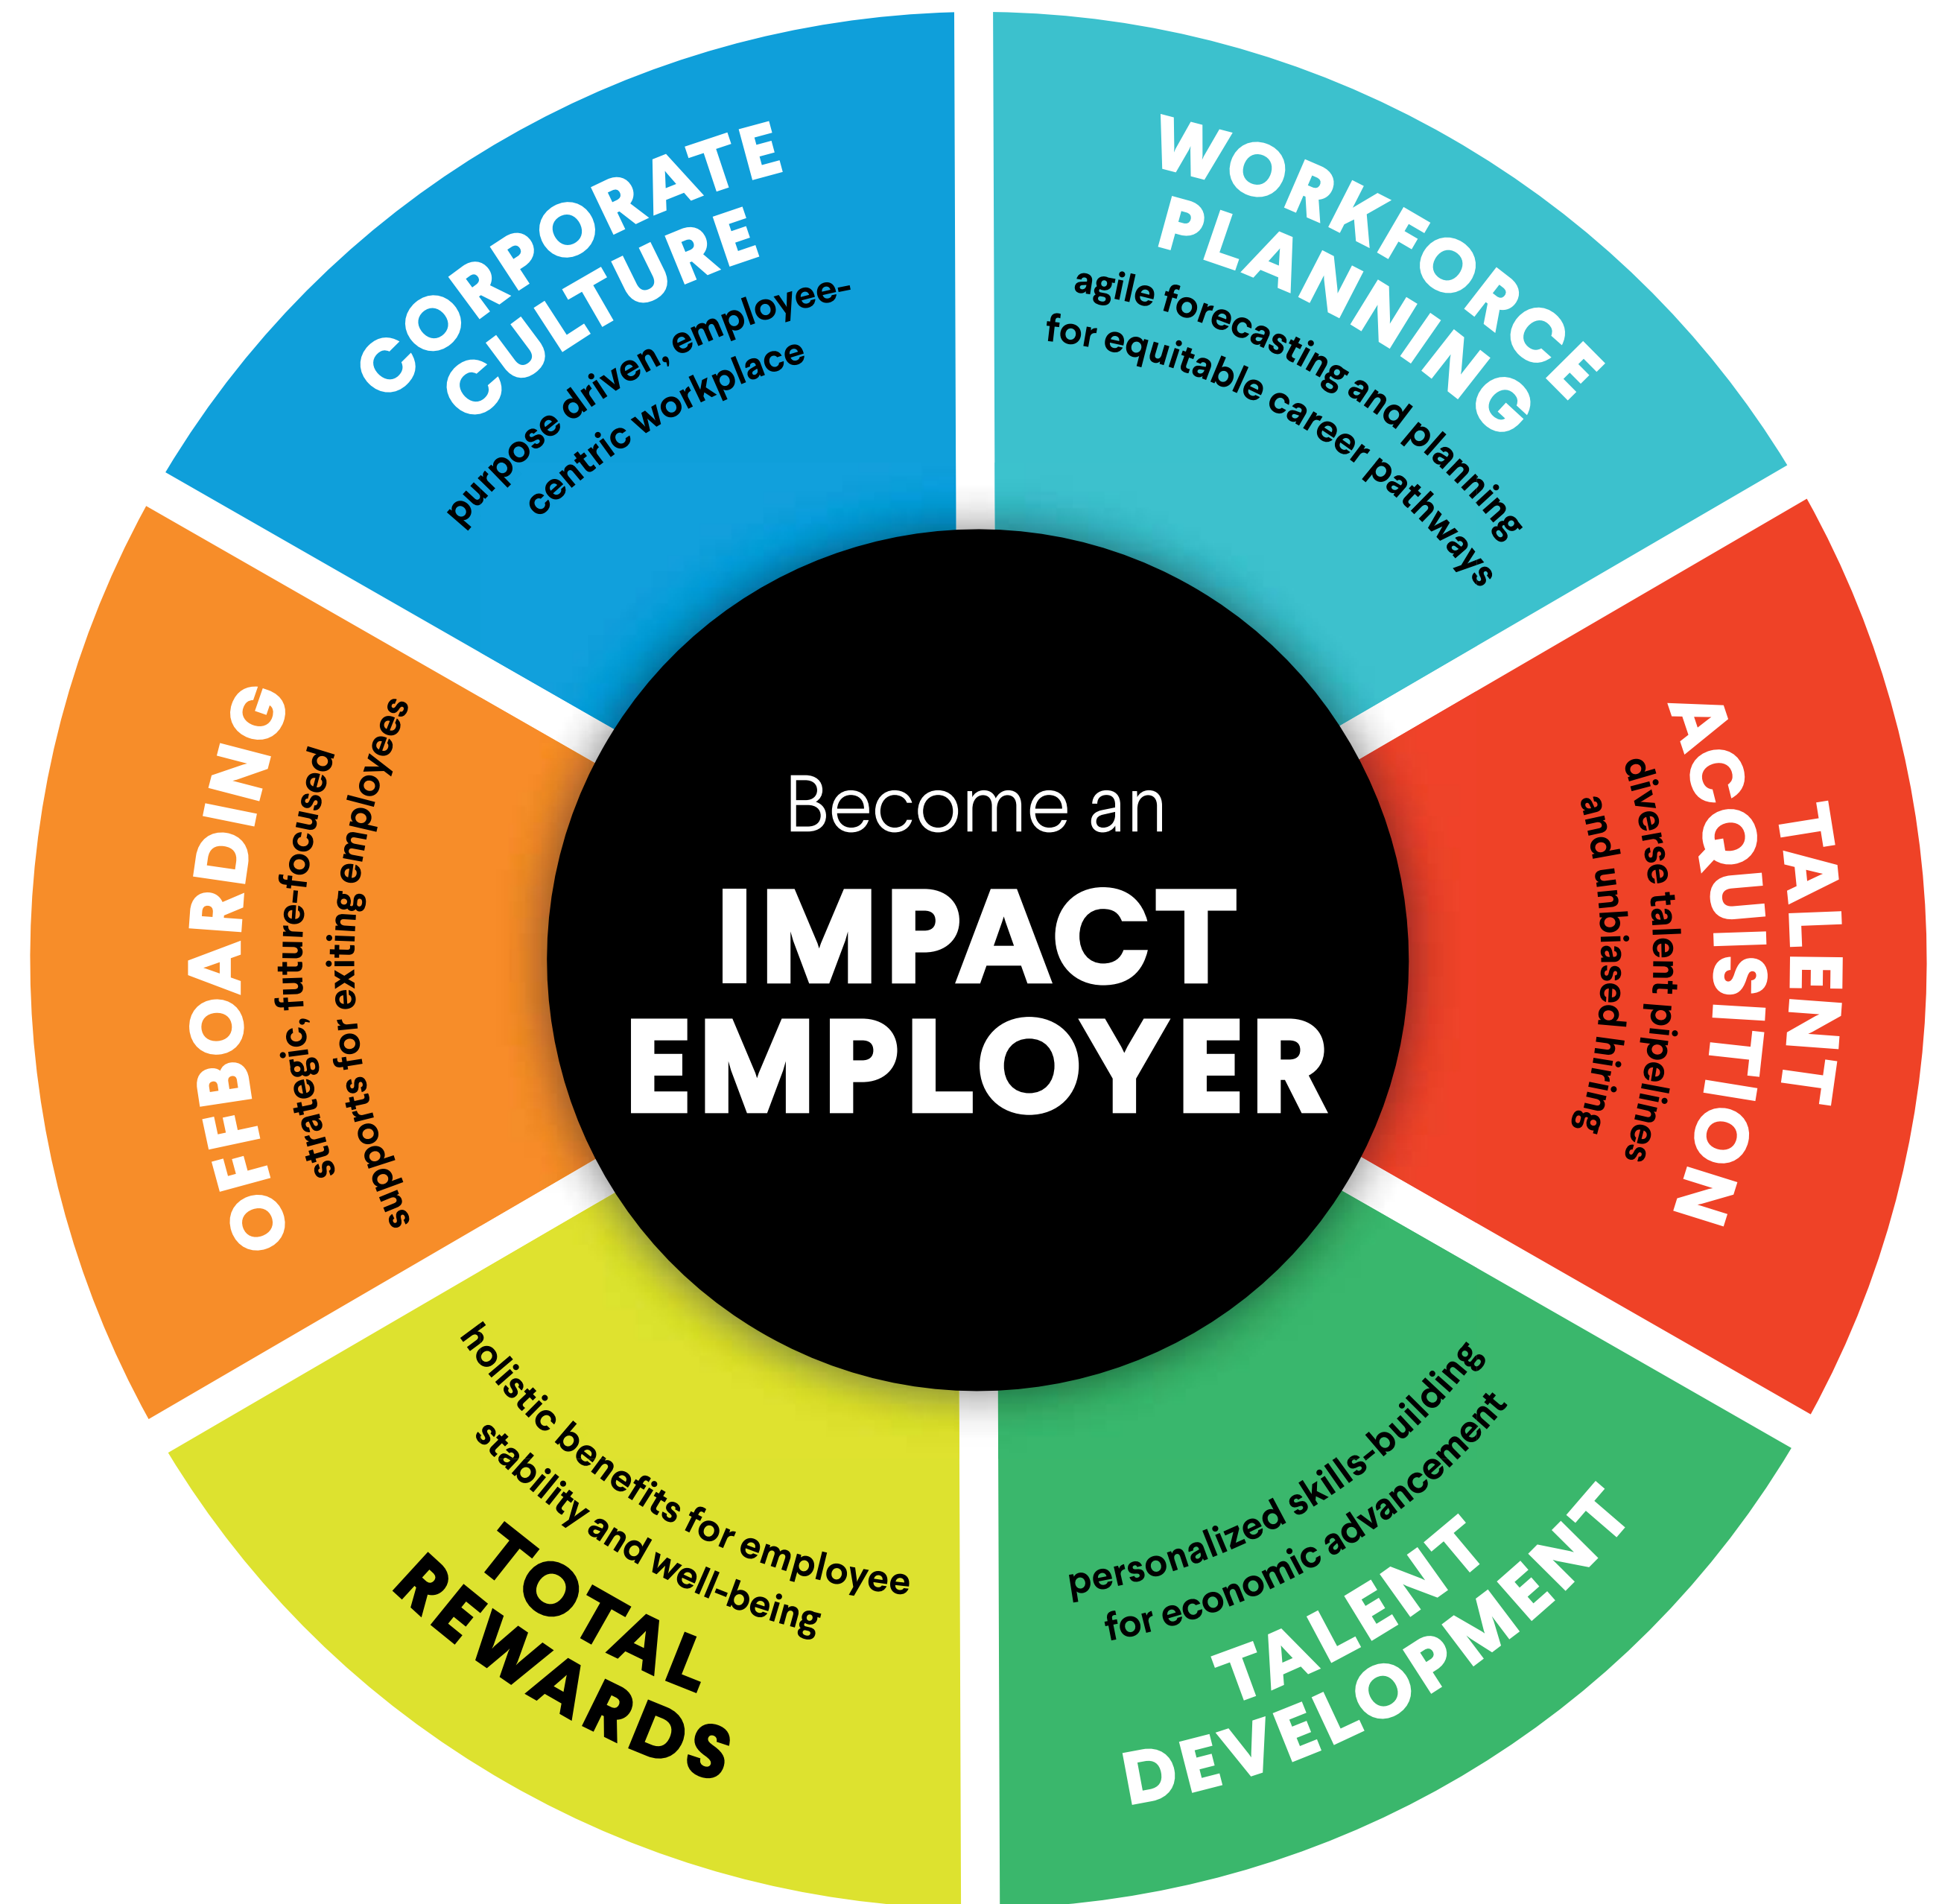 Become an
IMPACT
EMPLOYER
CORPORATE
CULTURE
purpose driven, employee-
centric workplace
WORKFORCE
PLANNING
agile forecasting and planning
for equitable career pathways
TALENT
ACQUISITION
diverse talent pipelines
and unbiased hiring
personalized skills-building
for economic advancement
TALENT
DEVELOPMENT
holistic benefits for employee
stability and well-being
TOTAL
REWARDS
OFFBOARDING
strategic, future-focused
supports for exiting employees